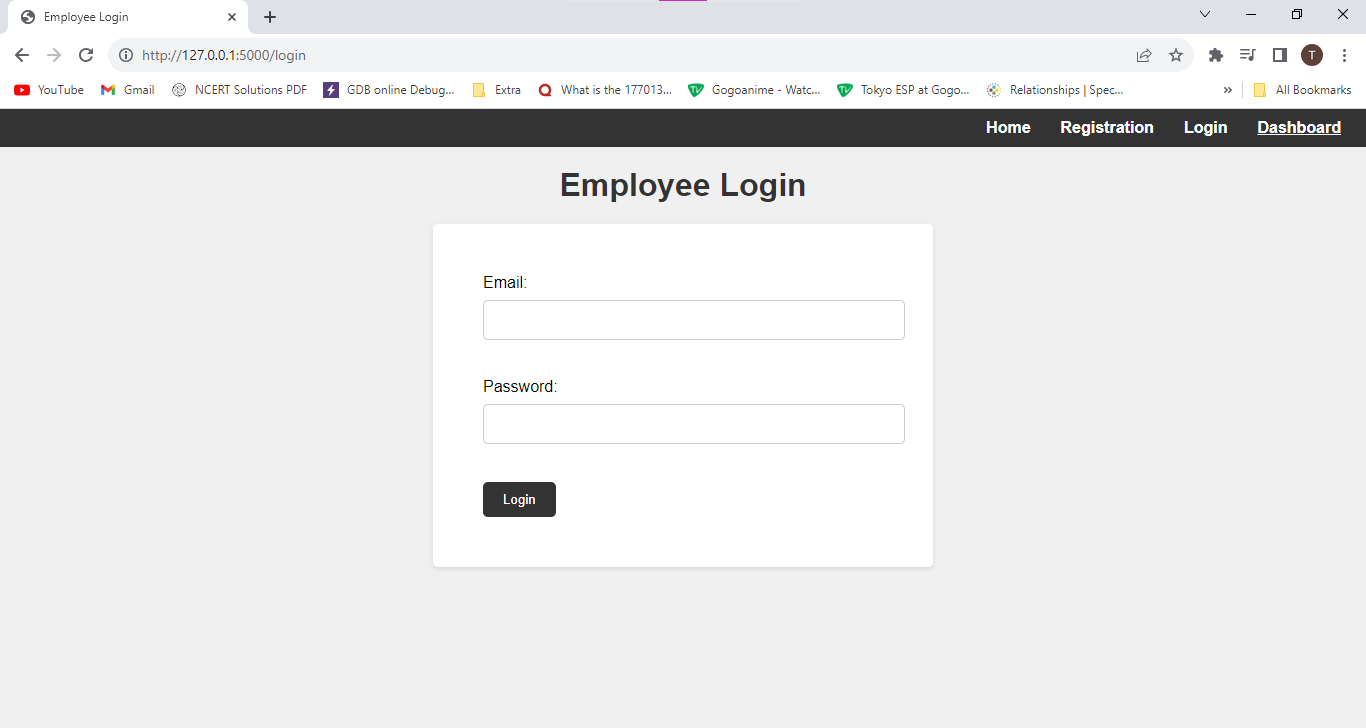 Employee Login
http://127.0.0.1:5000/login
T
YouTube Gmail NCERT Solutions PDF GDB online Debug... Extra What is the 177013... Gogoanime - Watc... Tokyo ESP at Gogo... Relationships | Spec... » All Bookmarks
Home Registration Login Dashboard
Employee Login
Email:
Password:
Login